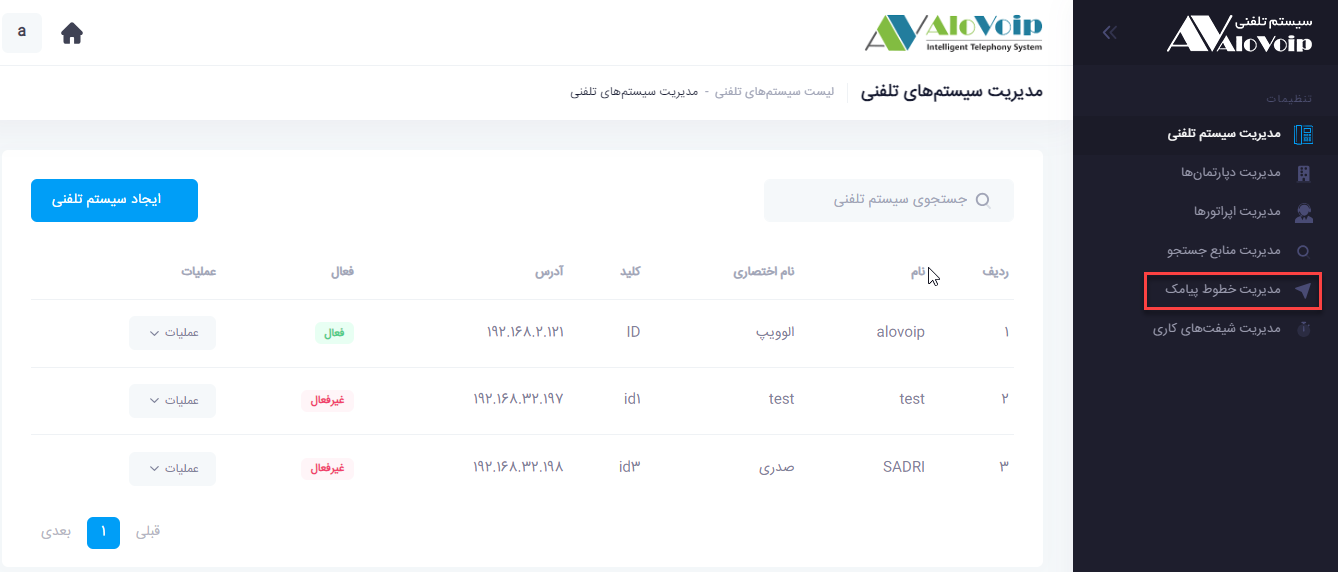 سیستم تلفنی
AloVoip
تنظیمات
مدیریت سیستم تلفنی
مدیریت دپارتمان‌ها
مدیریت اپراتورها
مدیریت منابع جستجو
مدیریت خطوط پیامک
مدیریت شیفت‌های کاری
AloVoip
Intelligent Telephony System
a
مدیریت سیستم‌های تلفنی
لیست سیستم‌های تلفنی - مدیریت سیستم‌های تلفنی
جستجوی سیستم تلفنی
ایجاد سیستم تلفنی
ردیف نام نام اختصاری کلید آدرس فعال عملیات
۱ alovoip الوویپ ID ۱۹۲.۱۶۸.۲.۱۲۱ فعال عملیات
۲ test test id۱ ۱۹۲.۱۶۸.۳۲.۱۹۷ غیرفعال عملیات
۳ SADRI صدری id۳ ۱۹۲.۱۶۸.۳۲.۱۹۸ غیرفعال عملیات
قبلی ۱ بعدی